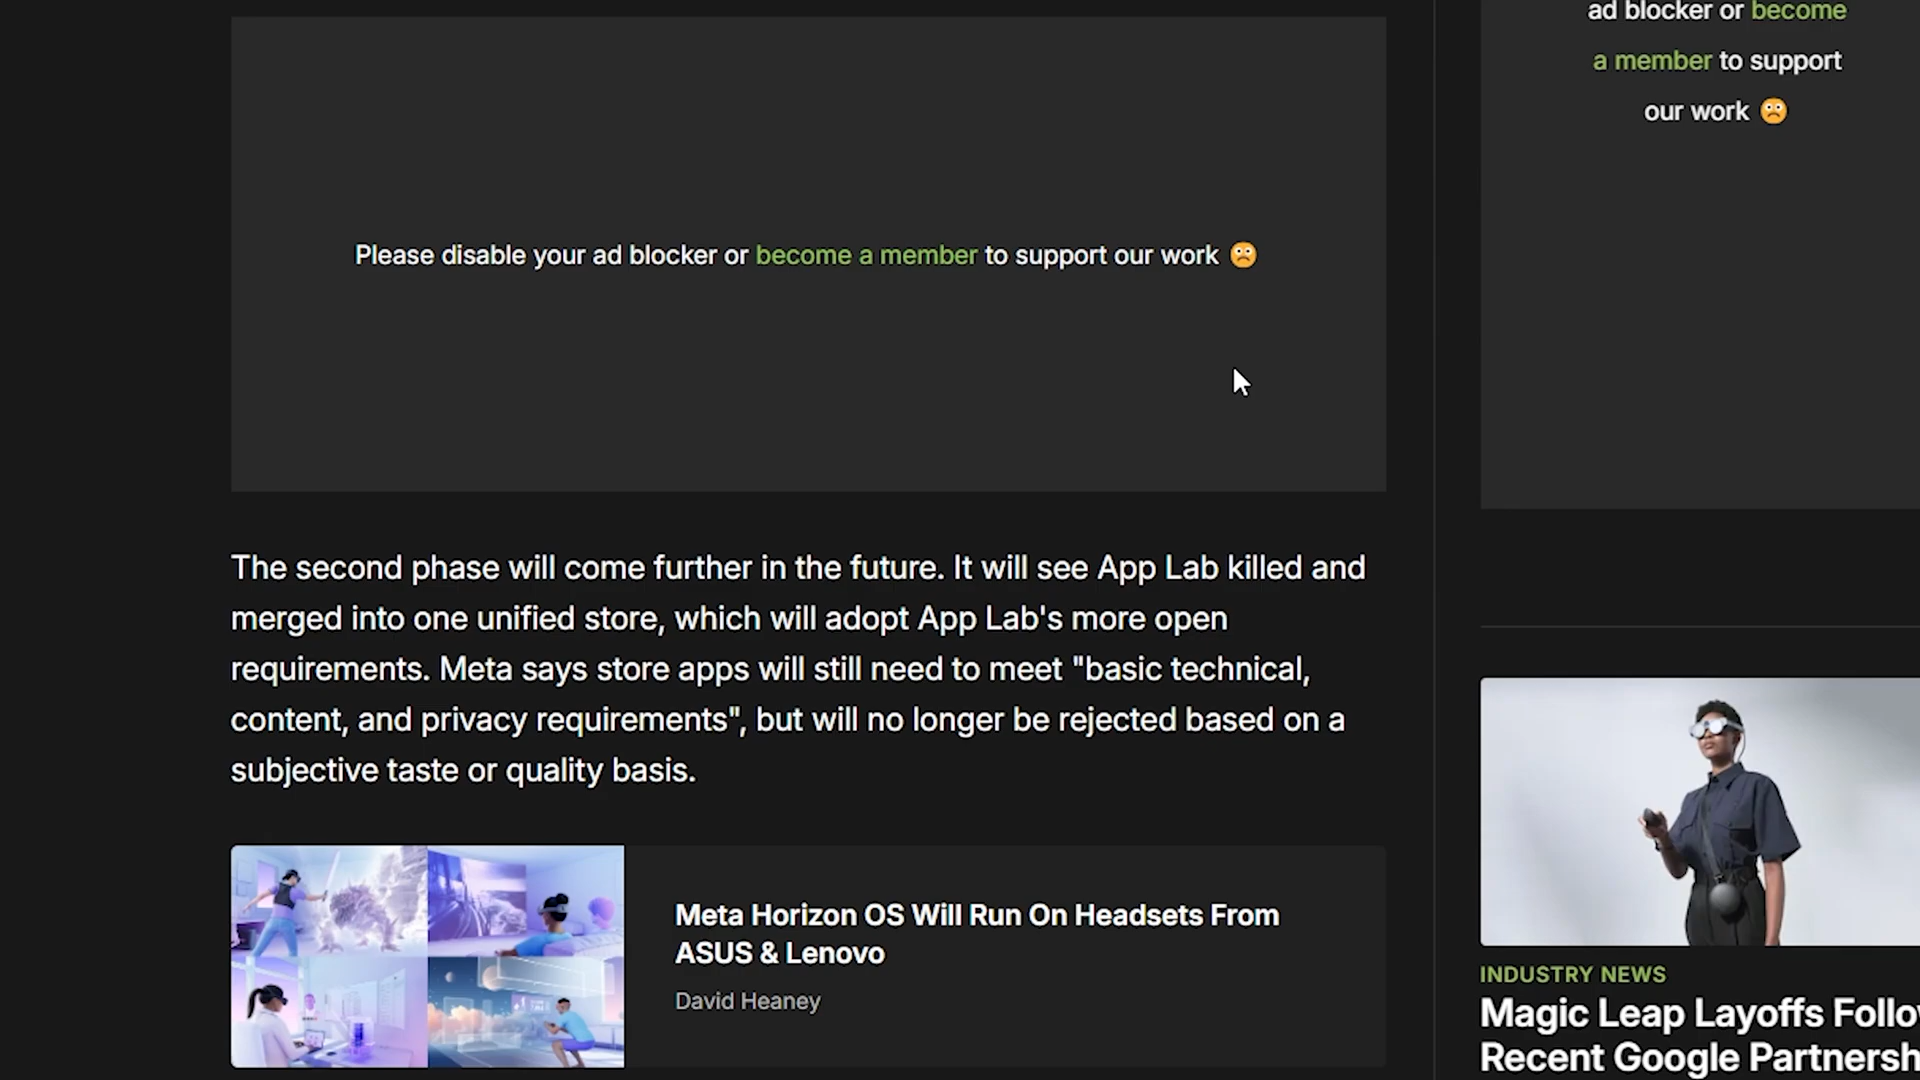 Please disable your ad blocker or become a member to support our work
The second phase will come further in the future. It will see App Lab killed and
merged into one unified store, which will adopt App Lab's more open
requirements. Meta says store apps will still need to meet "basic technical,
content, and privacy requirements", but will no longer be rejected based on a
subjective taste or quality basis.
Meta Horizon OS Will Run On Headsets From
ASUS & Lenovo
David Heaney
ad blocker or become
a member to support
our work
INDUSTRY NEWS
Magic Leap Layoffs Follo
Recent Google Partnersh